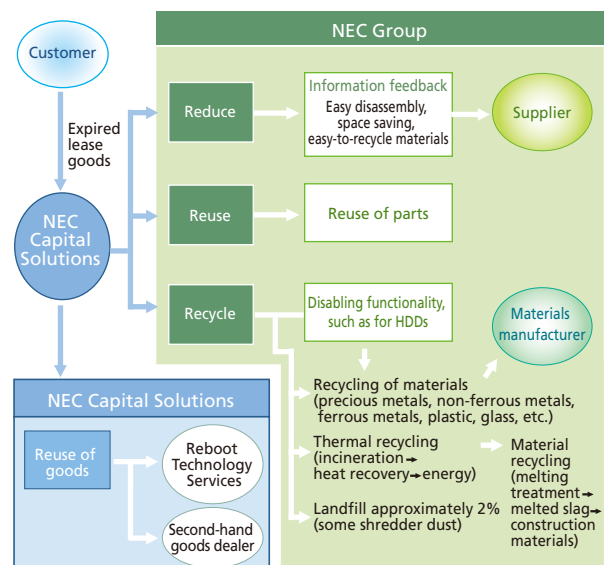 Customer
Expired
lease
goods
NEC
Capital
Solutions
NEC Group
Reduce
Information feedback
Easy disassembly,
space saving,
easy-to-recycle materials
Supplier
Reuse
Reuse of parts
Recycle
Disabling functionality,
such as for HDDs
Materials
manufacturer
Recycling of materials
(precious metals, non-ferrous metals,
ferrous metals, plastic, glass, etc.)
Thermal recycling
(incineration→
heat recovery→energy)
Material
recycling
(melting
treatment→
melted slag→
construction
materials)
Landfill approximately 2%
(some shredder dust)
NEC Capital Solutions
Reuse of
goods
Reboot
Technology
Services
Second-hand
goods dealer